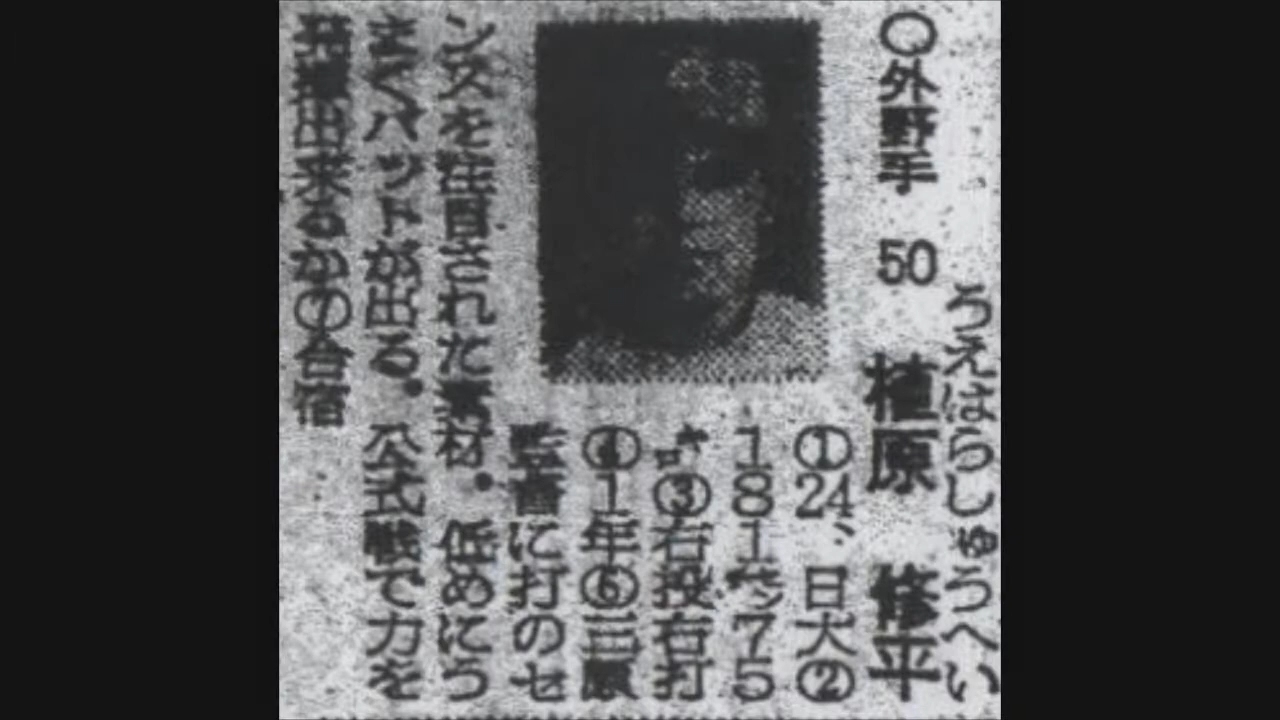 うえはらしゅうへい
○外野手 50 植原 修平
①24、日大②
181㌢75
㌔③右投右打
④1年⑥三原
監督に打のセ
ンスを注目された素材。低めにう
まくバットが出る。公式戦で力を
発揮出来るか⑦合宿